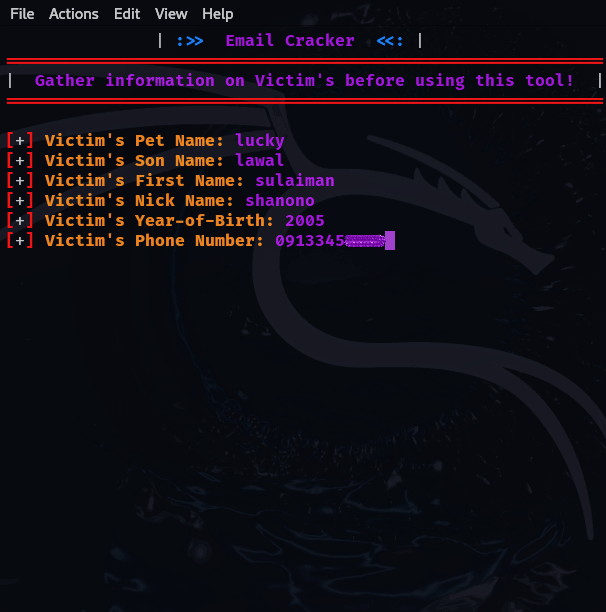 File Actions Edit View Help
| :>> Email Cracker <<: |
| Gather information on Victim's before using this tool! |
[+] Victim's Pet Name: lucky
[+] Victim's Son Name: lawal
[+] Victim's First Name: sulaiman
[+] Victim's Nick Name: shanono
[+] Victim's Year-of-Birth: 2005
[+] Victim's Phone Number: 0913345